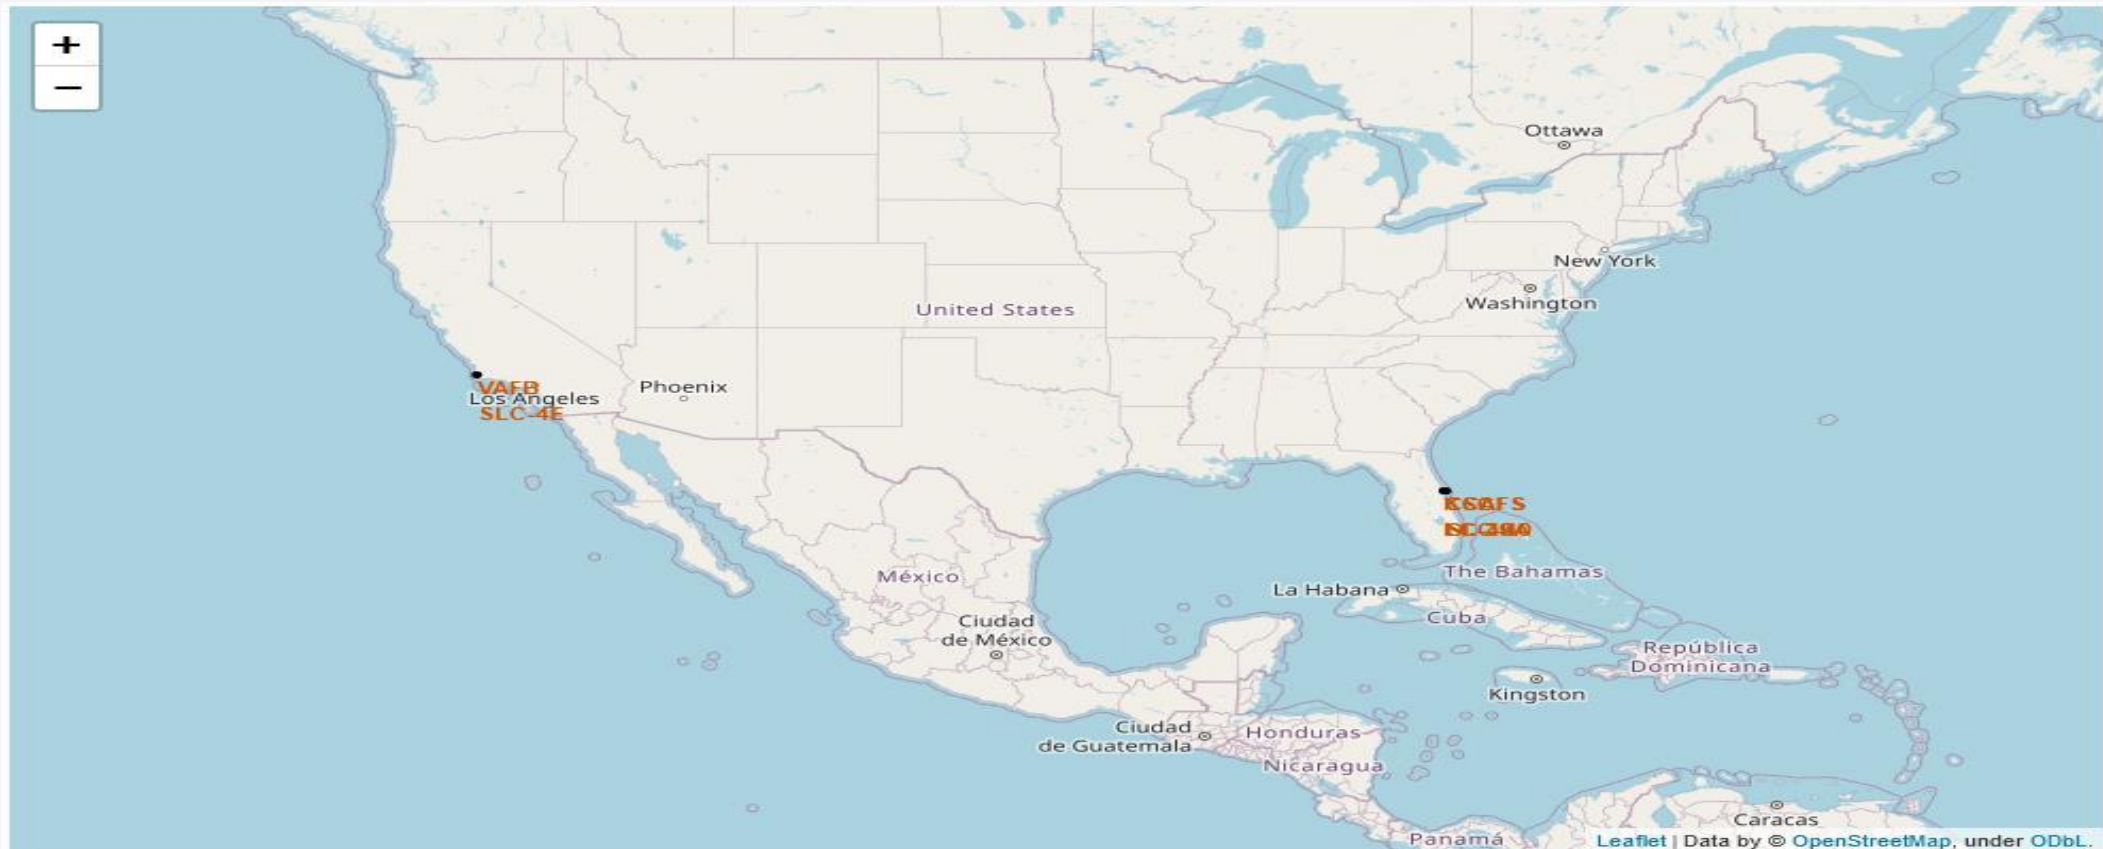 +
−
Ottawa
New York
Washington
United States
VAFB
Los Angeles
SLC-4E
Phoenix
La Habana
The Bahamas
México
Cuba
Ciudad
de México
República
Dominicana
Kingston
Ciudad
de Guatemala
Honduras
Nicaragua
Caracas
Panamá
Leaflet | Data by © OpenStreetMap, under ODbL.